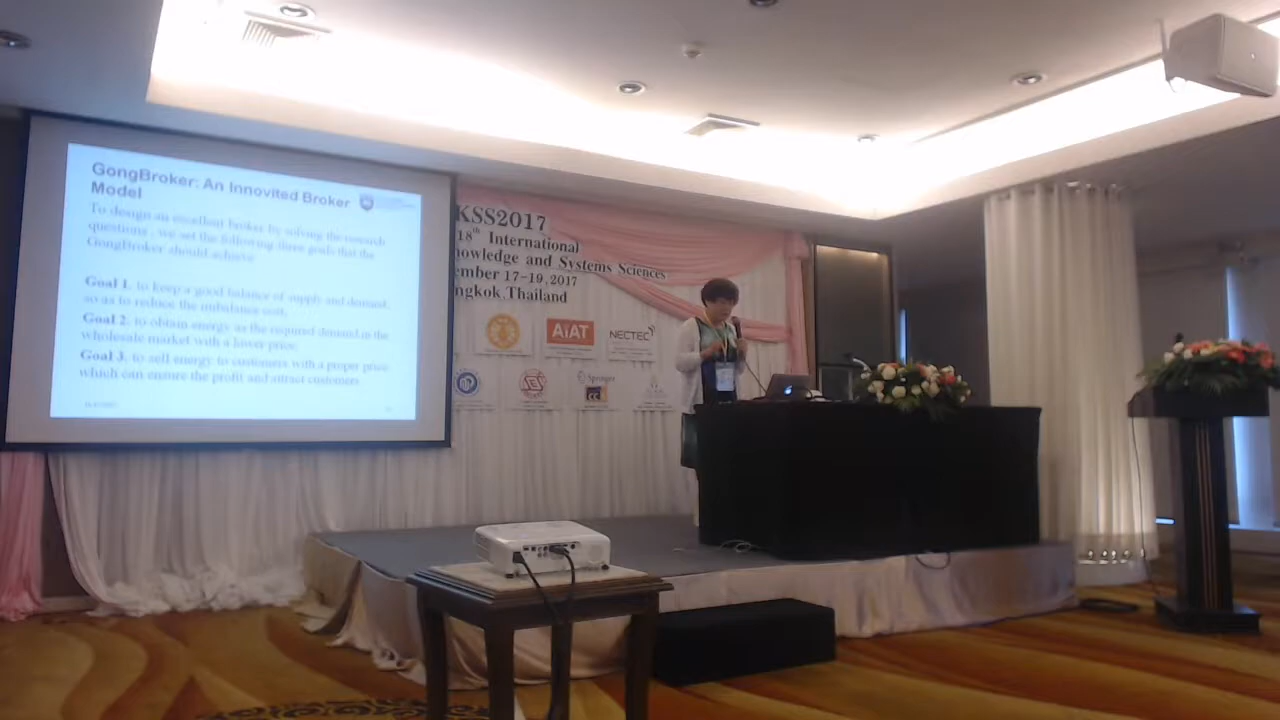 GongBroker: An Innovited Broker
Model
To design an excellent broker by solving the research
questions, we set the following three goals that the
GongBroker should achieve
Goal 1. to keep a good balance of supply and demand,
so as to reduce the imbalance cost;
Goal 2. to obtain energy as the required demand in the
wholesale market with a lower price;
Goal 3. to sell energy to customers with a proper price
which can ensure the profit and attract customers
KSS2017
18th International
nowledge and Systems Sciences
ember 17-19, 2017
ngkok, Thailand
AiAT
NECTEC
Springer